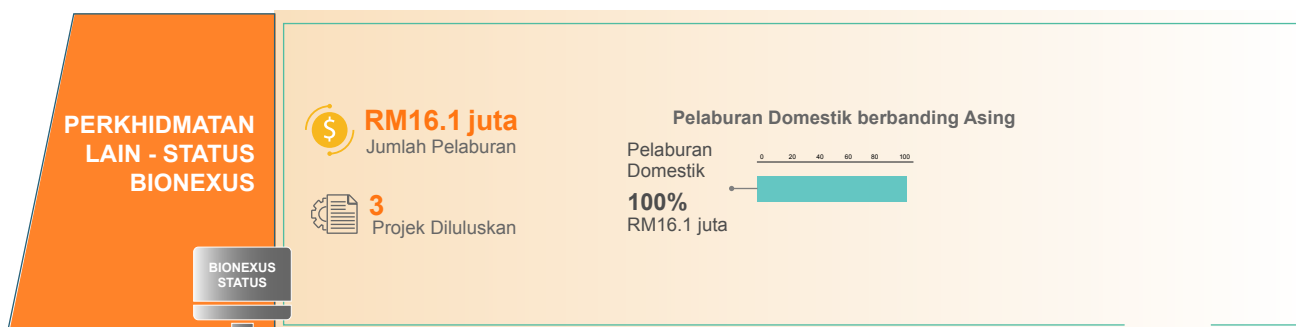 PERKHIDMATAN
LAIN - STATUS
BIONEXUS
BIONEXUS
STATUS
RM16.1 juta
Jumlah Pelaburan
3
Projek Diluluskan
Pelaburan Domestik berbanding Asing
Pelaburan
Domestik
100%
RM16.1 juta
0 20 40 60 80 100